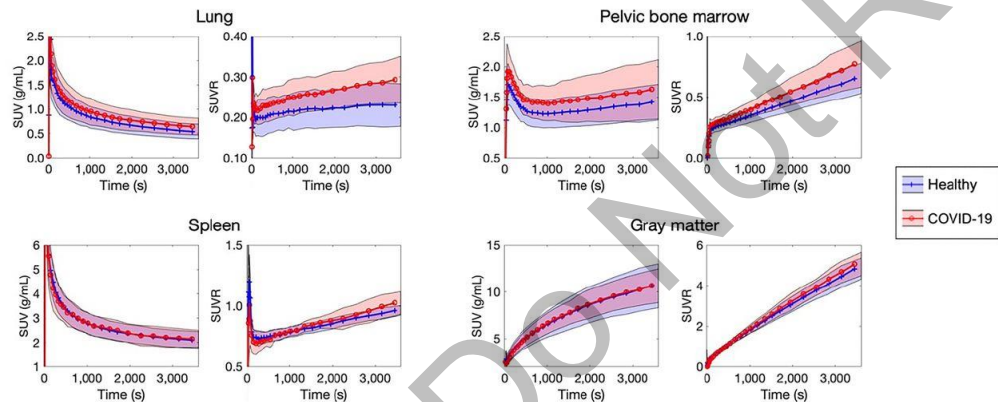 Lung
Pelvic bone marrow
SUV (g/mL)
2.5
2.0
1.5
1.0
0.5
0.0
0 1,000 2,000 3,000
Time (s)
SUVR
0.40
0.30
0.20
0.10
0 1,000 2,000 3,000
Time (s)
SUV (g/mL)
2.5
2.0
1.5
1.0
0.5
0 1,000 2,000 3,000
Time (s)
SUVR
1.0
0.5
0.0
0 1,000 2,000 3,000
Time (s)
Healthy
COVID-19
Spleen
Gray matter
SUV (g/mL)
6
5
4
3
2
1
0 1,000 2,000 3,000
Time (s)
SUVR
1.5
1.0
0.5
0 1,000 2,000 3,000
Time (s)
SUV (g/mL)
15
10
5
0 1,000 2,000 3,000
Time (s)
SUVR
6
4
2
0
0 1,000 2,000 3,000
Time (s)
Do Not